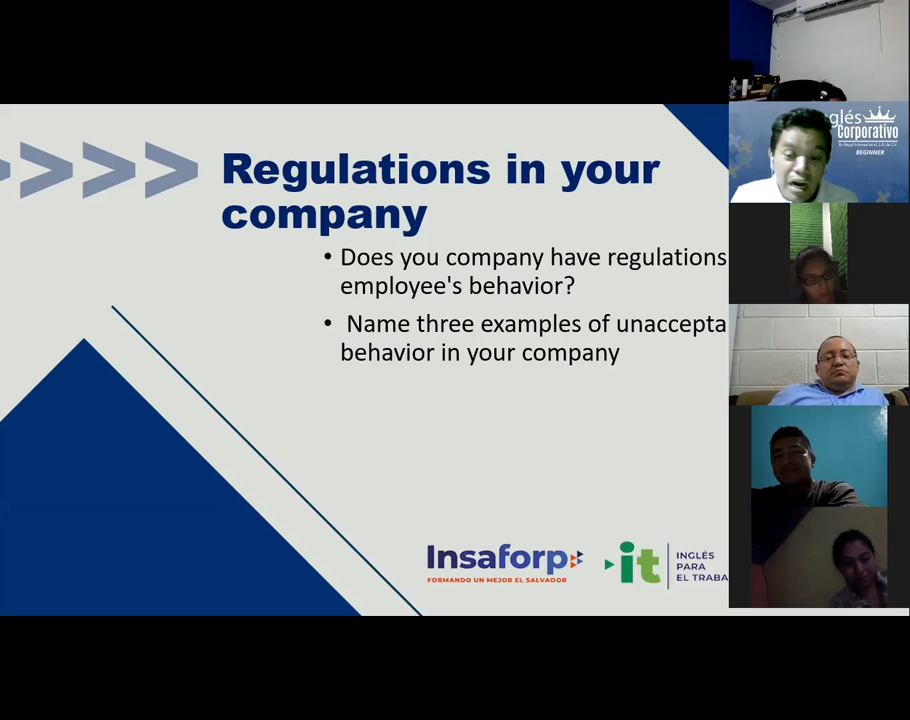 Regulations in your
company
• Does you company have regulations
employee's behavior?
• Name three examples of unaccepta
behavior in your company
Insaforp
FORMANDO UN MEJOR EL SALVADOR
it
INGLÉS
PARA
EL TRABA
glés
Corporativo
BEGINNER